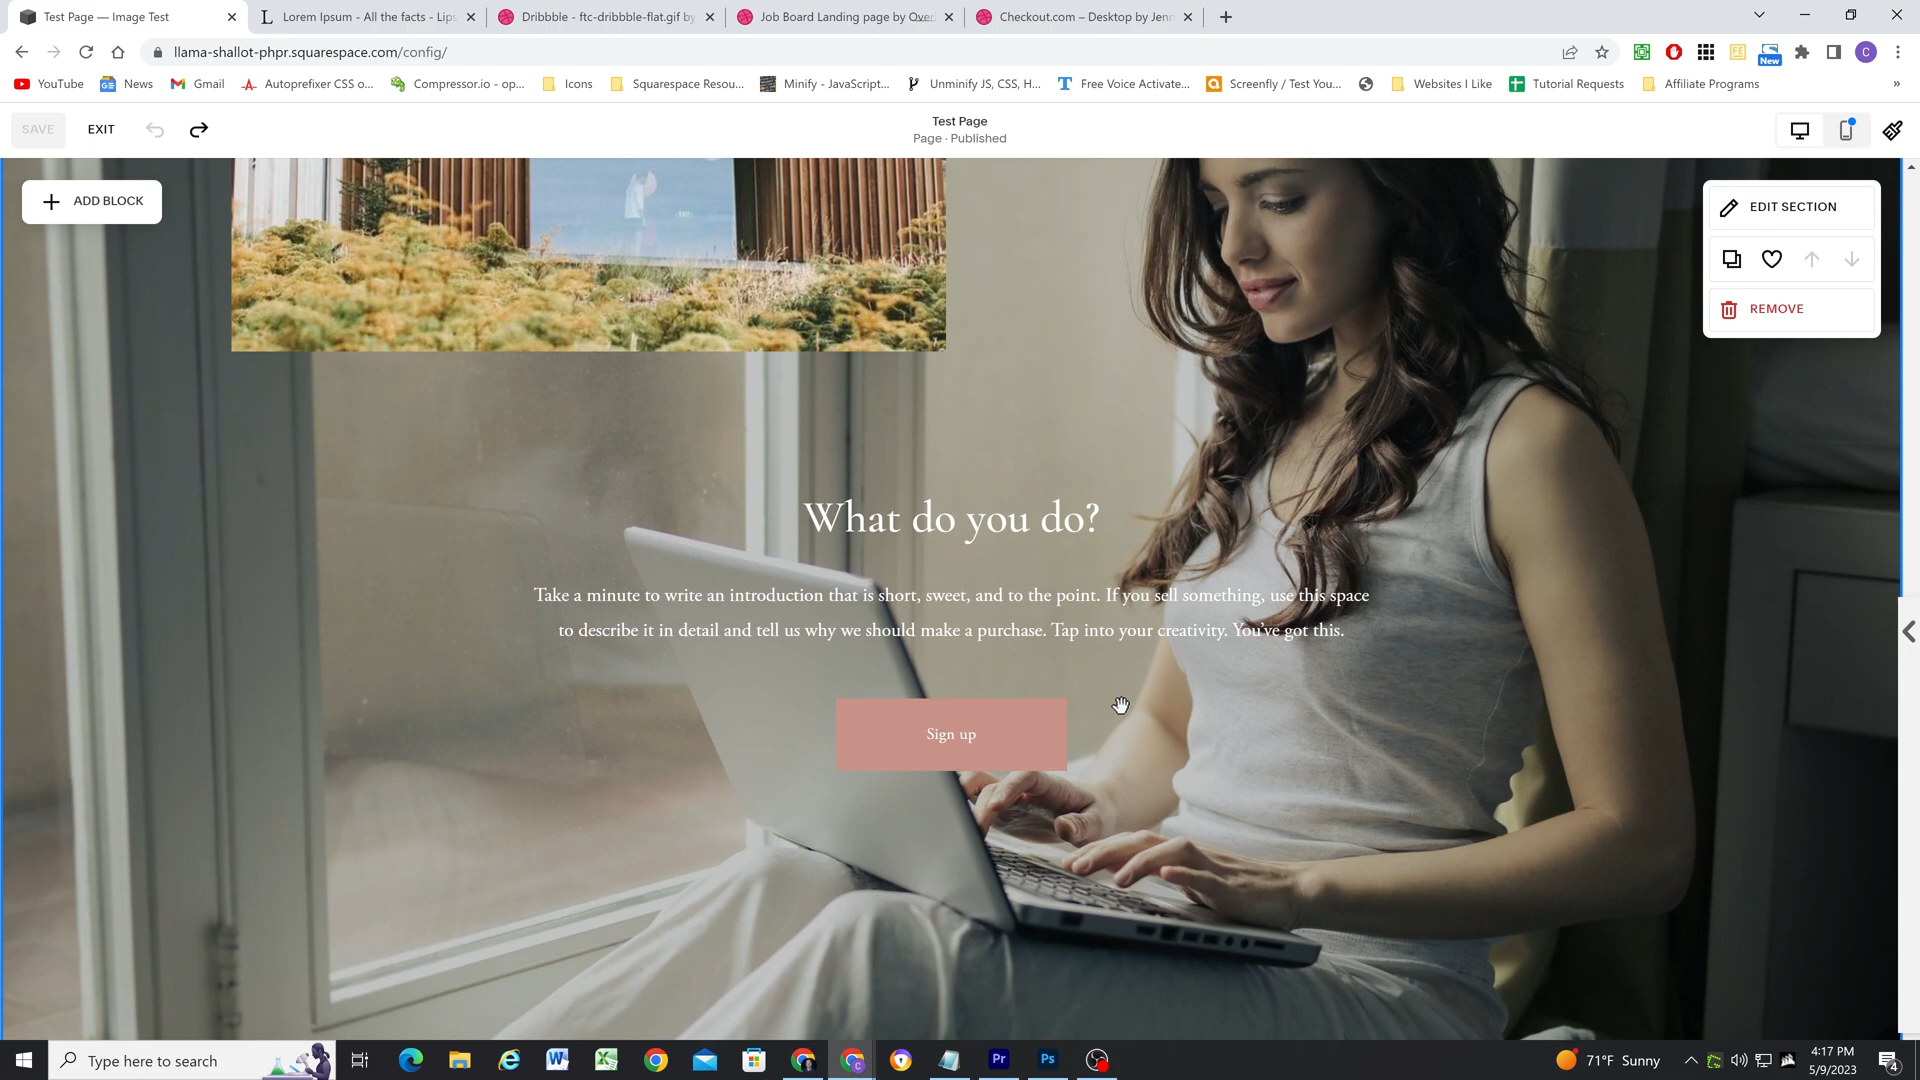 Test Page — Image Test
Lorem Ipsum - All the facts - Lips
Dribbble - ftc-dribbble-flat.gif by
Job Board Landing page by Over
Checkout.com – Desktop by Jenn
llama-shallot-phpr.squarespace.com/config/
C
New
YouTube
News
Gmail
Autoprefixer CSS o...
Compressor.io - op...
Icons
Squarespace Resou...
Minify - JavaScript...
Unminify JS, CSS, H...
Free Voice Activate...
Screenfly / Test You...
Websites I Like
Tutorial Requests
Affiliate Programs
»
SAVE
EXIT
Test Page
Page · Published
ADD BLOCK
EDIT SECTION
REMOVE
What do you do?
Take a minute to write an introduction that is short, sweet, and to the point. If you sell something, use this space
to describe it in detail and tell us why we should make a purchase. Tap into your creativity. You've got this.
Sign up
Type here to search
Pr
Ps
71°F Sunny
4:17 PM
5/9/2023
4